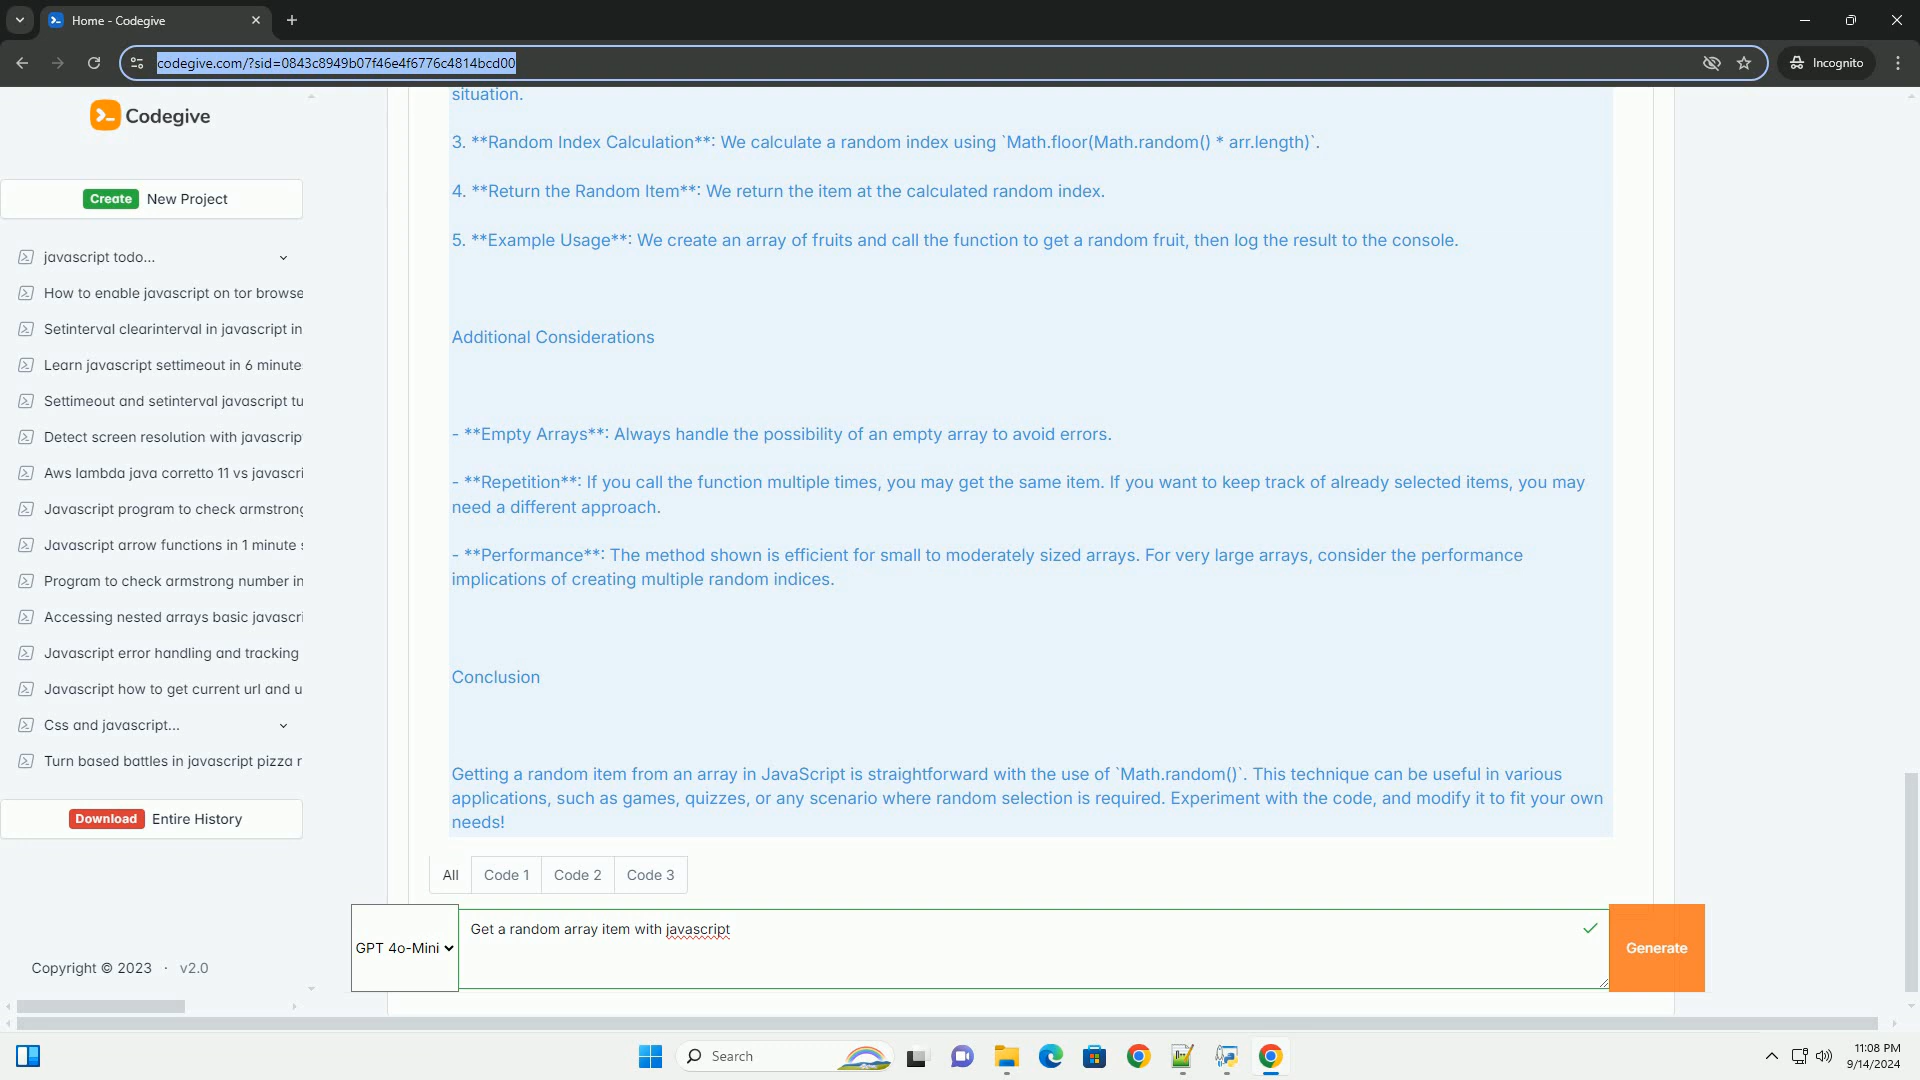 Home - Codegive
codegive.com/?sid=0843c8949b07f46e4f6776c4814bcd00
Incognito
Codegive
Create New Project
javascript todo...
How to enable javascript on tor browse
Setinterval clearinterval in javascript in
Learn javascript settimeout in 6 minute
Settimeout and setinterval javascript tu
Detect screen resolution with javascrip
Aws lambda java corretto 11 vs javascri
Javascript program to check armstrong
Javascript arrow functions in 1 minute s
Program to check armstrong number in
Accessing nested arrays basic javascri
Javascript error handling and tracking
Javascript how to get current url and u
Css and javascript...
Turn based battles in javascript pizza r
Download Entire History
Copyright © 2023 · v2.0
situation.
3. **Random Index Calculation**: We calculate a random index using `Math.floor(Math.random() * arr.length)`.
4. **Return the Random Item**: We return the item at the calculated random index.
5. **Example Usage**: We create an array of fruits and call the function to get a random fruit, then log the result to the console.
Additional Considerations
- **Empty Arrays**: Always handle the possibility of an empty array to avoid errors.
- **Repetition**: If you call the function multiple times, you may get the same item. If you want to keep track of already selected items, you may
need a different approach.
- **Performance**: The method shown is efficient for small to moderately sized arrays. For very large arrays, consider the performance
implications of creating multiple random indices.
Conclusion
Getting a random item from an array in JavaScript is straightforward with the use of `Math.random()`. This technique can be useful in various
applications, such as games, quizzes, or any scenario where random selection is required. Experiment with the code, and modify it to fit your own
needs!
All Code 1 Code 2 Code 3
GPT 4o-Mini
Get a random array item with javascript
Generate
Search
11:08 PM
9/14/2024